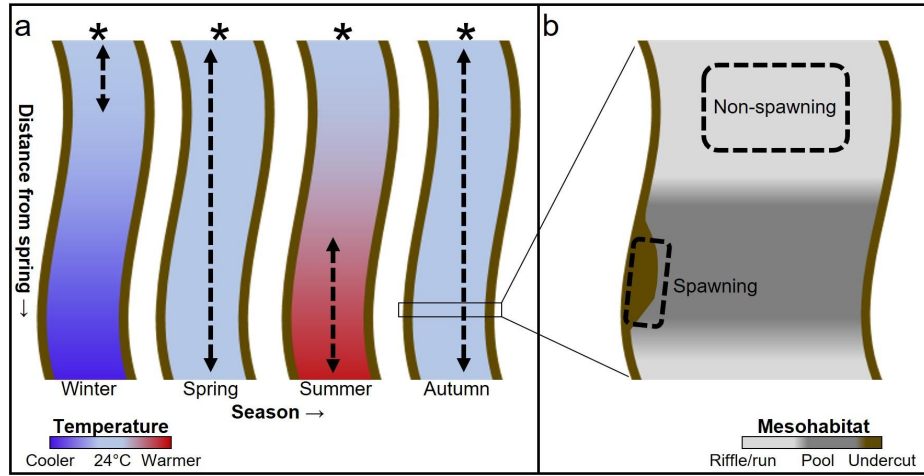 a
* * * *
Distance from spring →
Winter Spring Summer Autumn
Season →
Temperature
Cooler 24°C Warmer
b
Non-spawning
Spawning
Mesohabitat
Riffle/run Pool Undercut